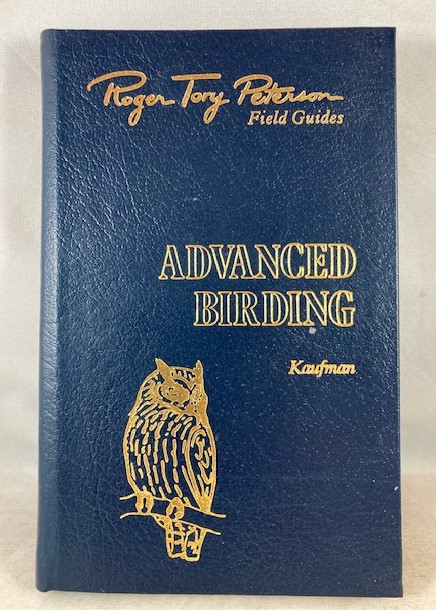 Roger Tory Peterson
Field Guides
ADVANCED
BIRDING
Kaufman